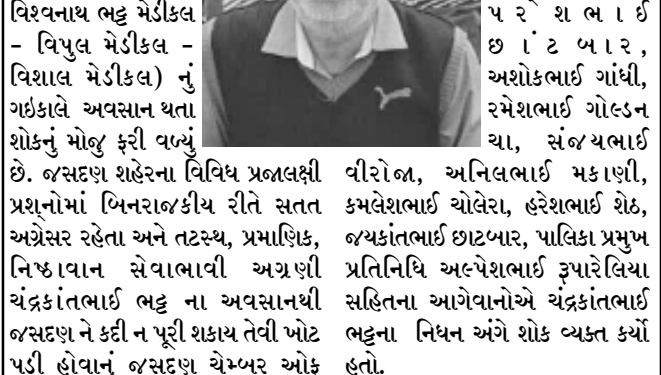 વિશ્વનાથ ભટ્ટ મેડીકલ
– વિપુલ મેડીકલ –
વિશાલ મેડીકલ) નું
ગઇકાલે અવસાન થતા
શોકનું મોજુ ફરી વળ્યું
છે. જસદણ શહેરના વિવિધ પ્રજાલક્ષી
પ્રશ્નોમાં બિનરાજકીય રીતે સતત
અગ્રેસર રહેતા અને તટસ્થ, પ્રમાણિક,
નિષ્ઠાવાન સેવાભાવી અગ્રણી
ચંદ્રકાંતભાઈ ભટ્ટ ના અવસાનથી
જસદણ ને કદી ન પૂરી શકાય તેવી ખોટ
પડી હોવાનું જસદણ ચેમ્બર ઓફ
પરેશભાઈ
છાંટબાર,
અશોકભાઈ ગાંધી,
રમેશભાઈ ગોલ્ડન
ચા, સંજયભાઈ
વીરોજા, અનિલભાઈ મકાણી,
કમલેશભાઈ ચોલેરા, હરેશભાઈ શેઠ,
જયકાંતભાઈ છાટબાર, પાલિકા પ્રમુખ
પ્રતિનિધિ અલ્પેશભાઈ રૂપારેલિયા
સહિતના આગેવાનોએ ચંદ્રકાંતભાઈ
ભટ્ટના નિધન અંગે શોક વ્યક્ત કર્યો
હતો.